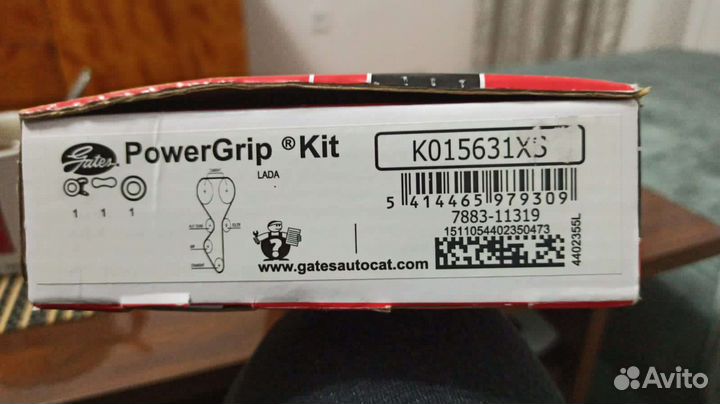 Gates PowerGrip ® Kit
K015631XS
LADA
1 1 1
5 414465 979309
7883-11319
1511054402350473
4402355L
www.gatesautocat.com
Avito